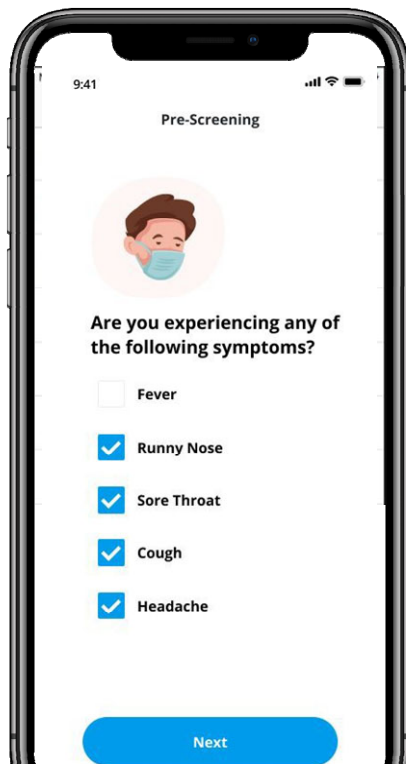 9:41
Pre-Screening
Are you experiencing any of
the following symptoms?
Fever
Runny Nose
Sore Throat
Cough
Headache
Next